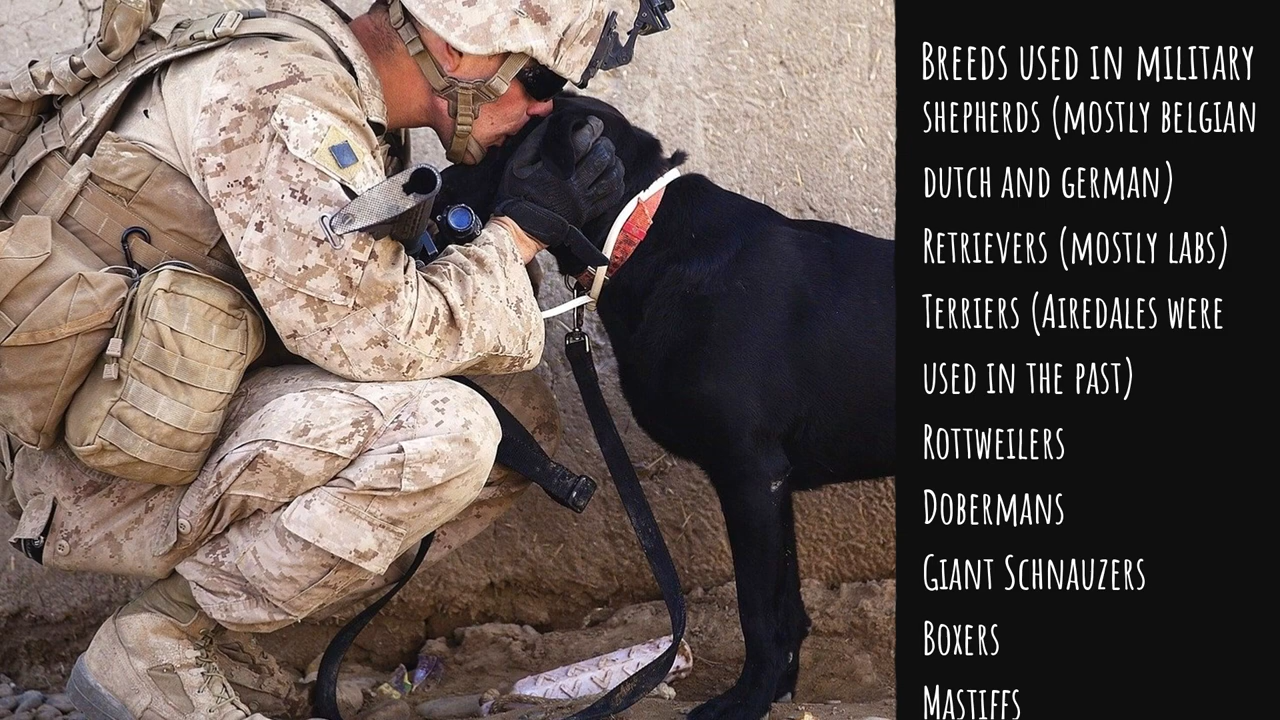 Breeds used in military
shepherds (mostly Belgian
Dutch and German)
Retrievers (mostly labs)
Terriers (Airedales were
used in the past)
Rottweilers
Dobermans
Giant Schnauzers
Boxers
Mastiffs